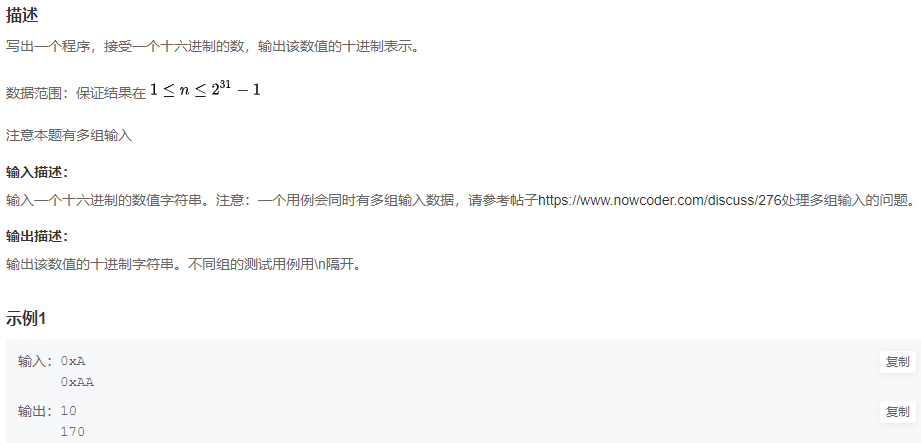 描述
写出一个程序，接受一个十六进制的数，输出该数值的十进制表示。
数据范围：保证结果在 1 ≤ n ≤ 2³¹ − 1
注意本题有多组输入
输入描述：
输入一个十六进制的数值字符串。注意：一个用例会同时有多组输入数据，请参考帖子https://www.nowcoder.com/discuss/276处理多组输入的问题。
输出描述：
输出该数值的十进制字符串。不同组的测试用例用\n隔开。
示例1
输入：0xA 复制
0xAA
输出：10 复制
170